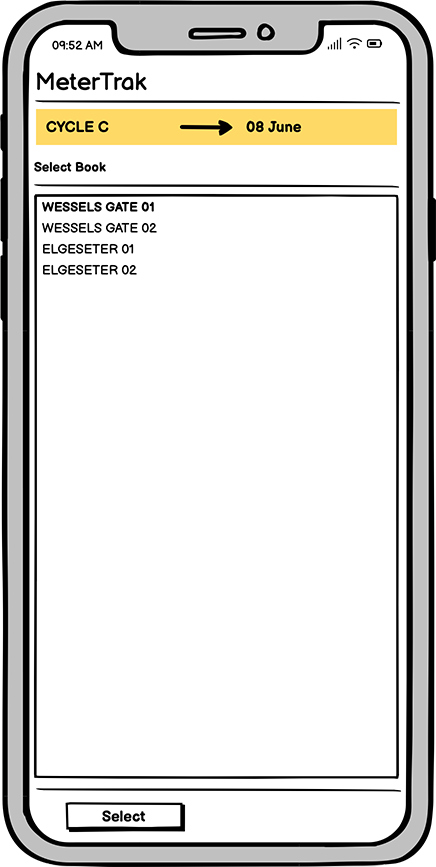 09:52 AM
MeterTrak
CYCLE C 08 June
Select Book
WESSELS GATE 01
WESSELS GATE 02
ELGESETER 01
ELGESETER 02
Select